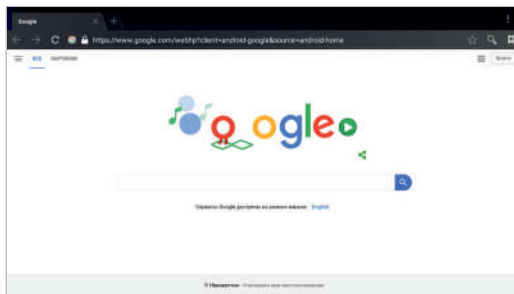 Google
https://www.google.com/webhp?client=android-google&source=android-home
ВСЕ КАРТИНКИ
Войти
ogle
Сервисы Google доступны на разных языках: English